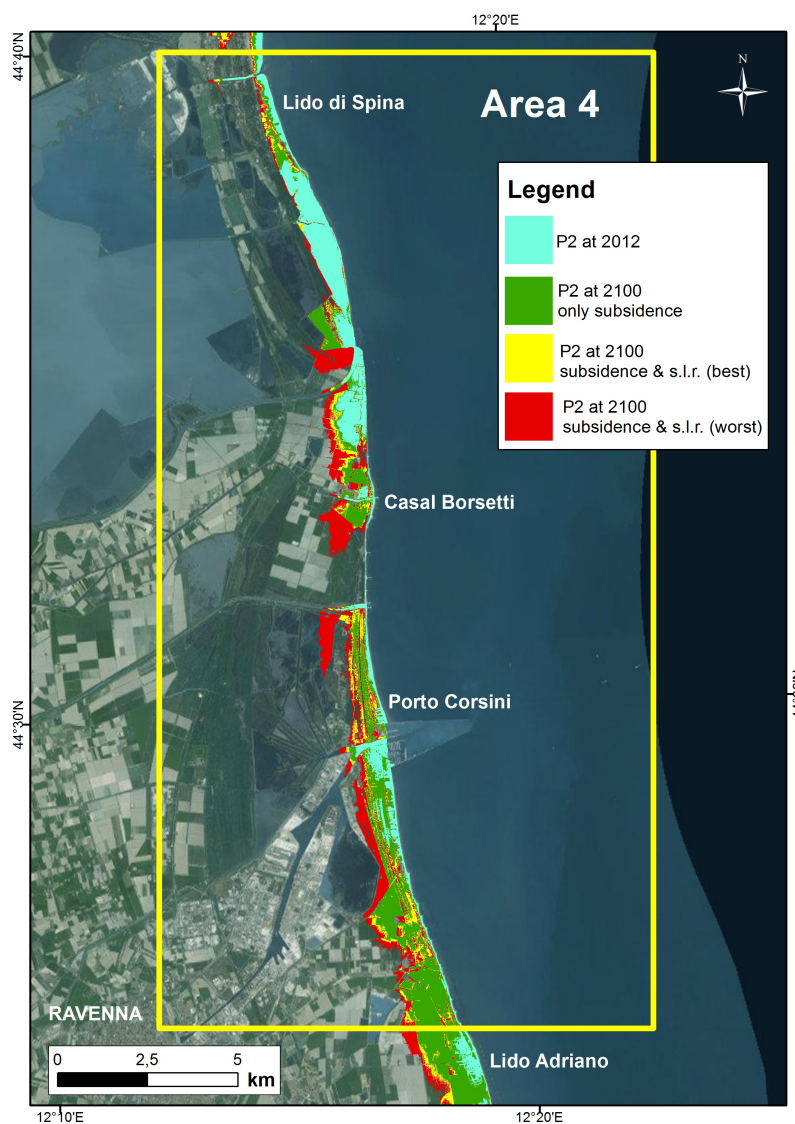 12°20'E
44°40'N
N
Lido di Spina
Area 4
Legend
P2 at 2012
P2 at 2100
only subsidence
P2 at 2100
subsidence & s.l.r. (best)
P2 at 2100
subsidence & s.l.r. (worst)
Casal Borsetti
Porto Corsini
44°30'N
RAVENNA
Lido Adriano
0 2,5 5
km
12°10'E
12°20'E